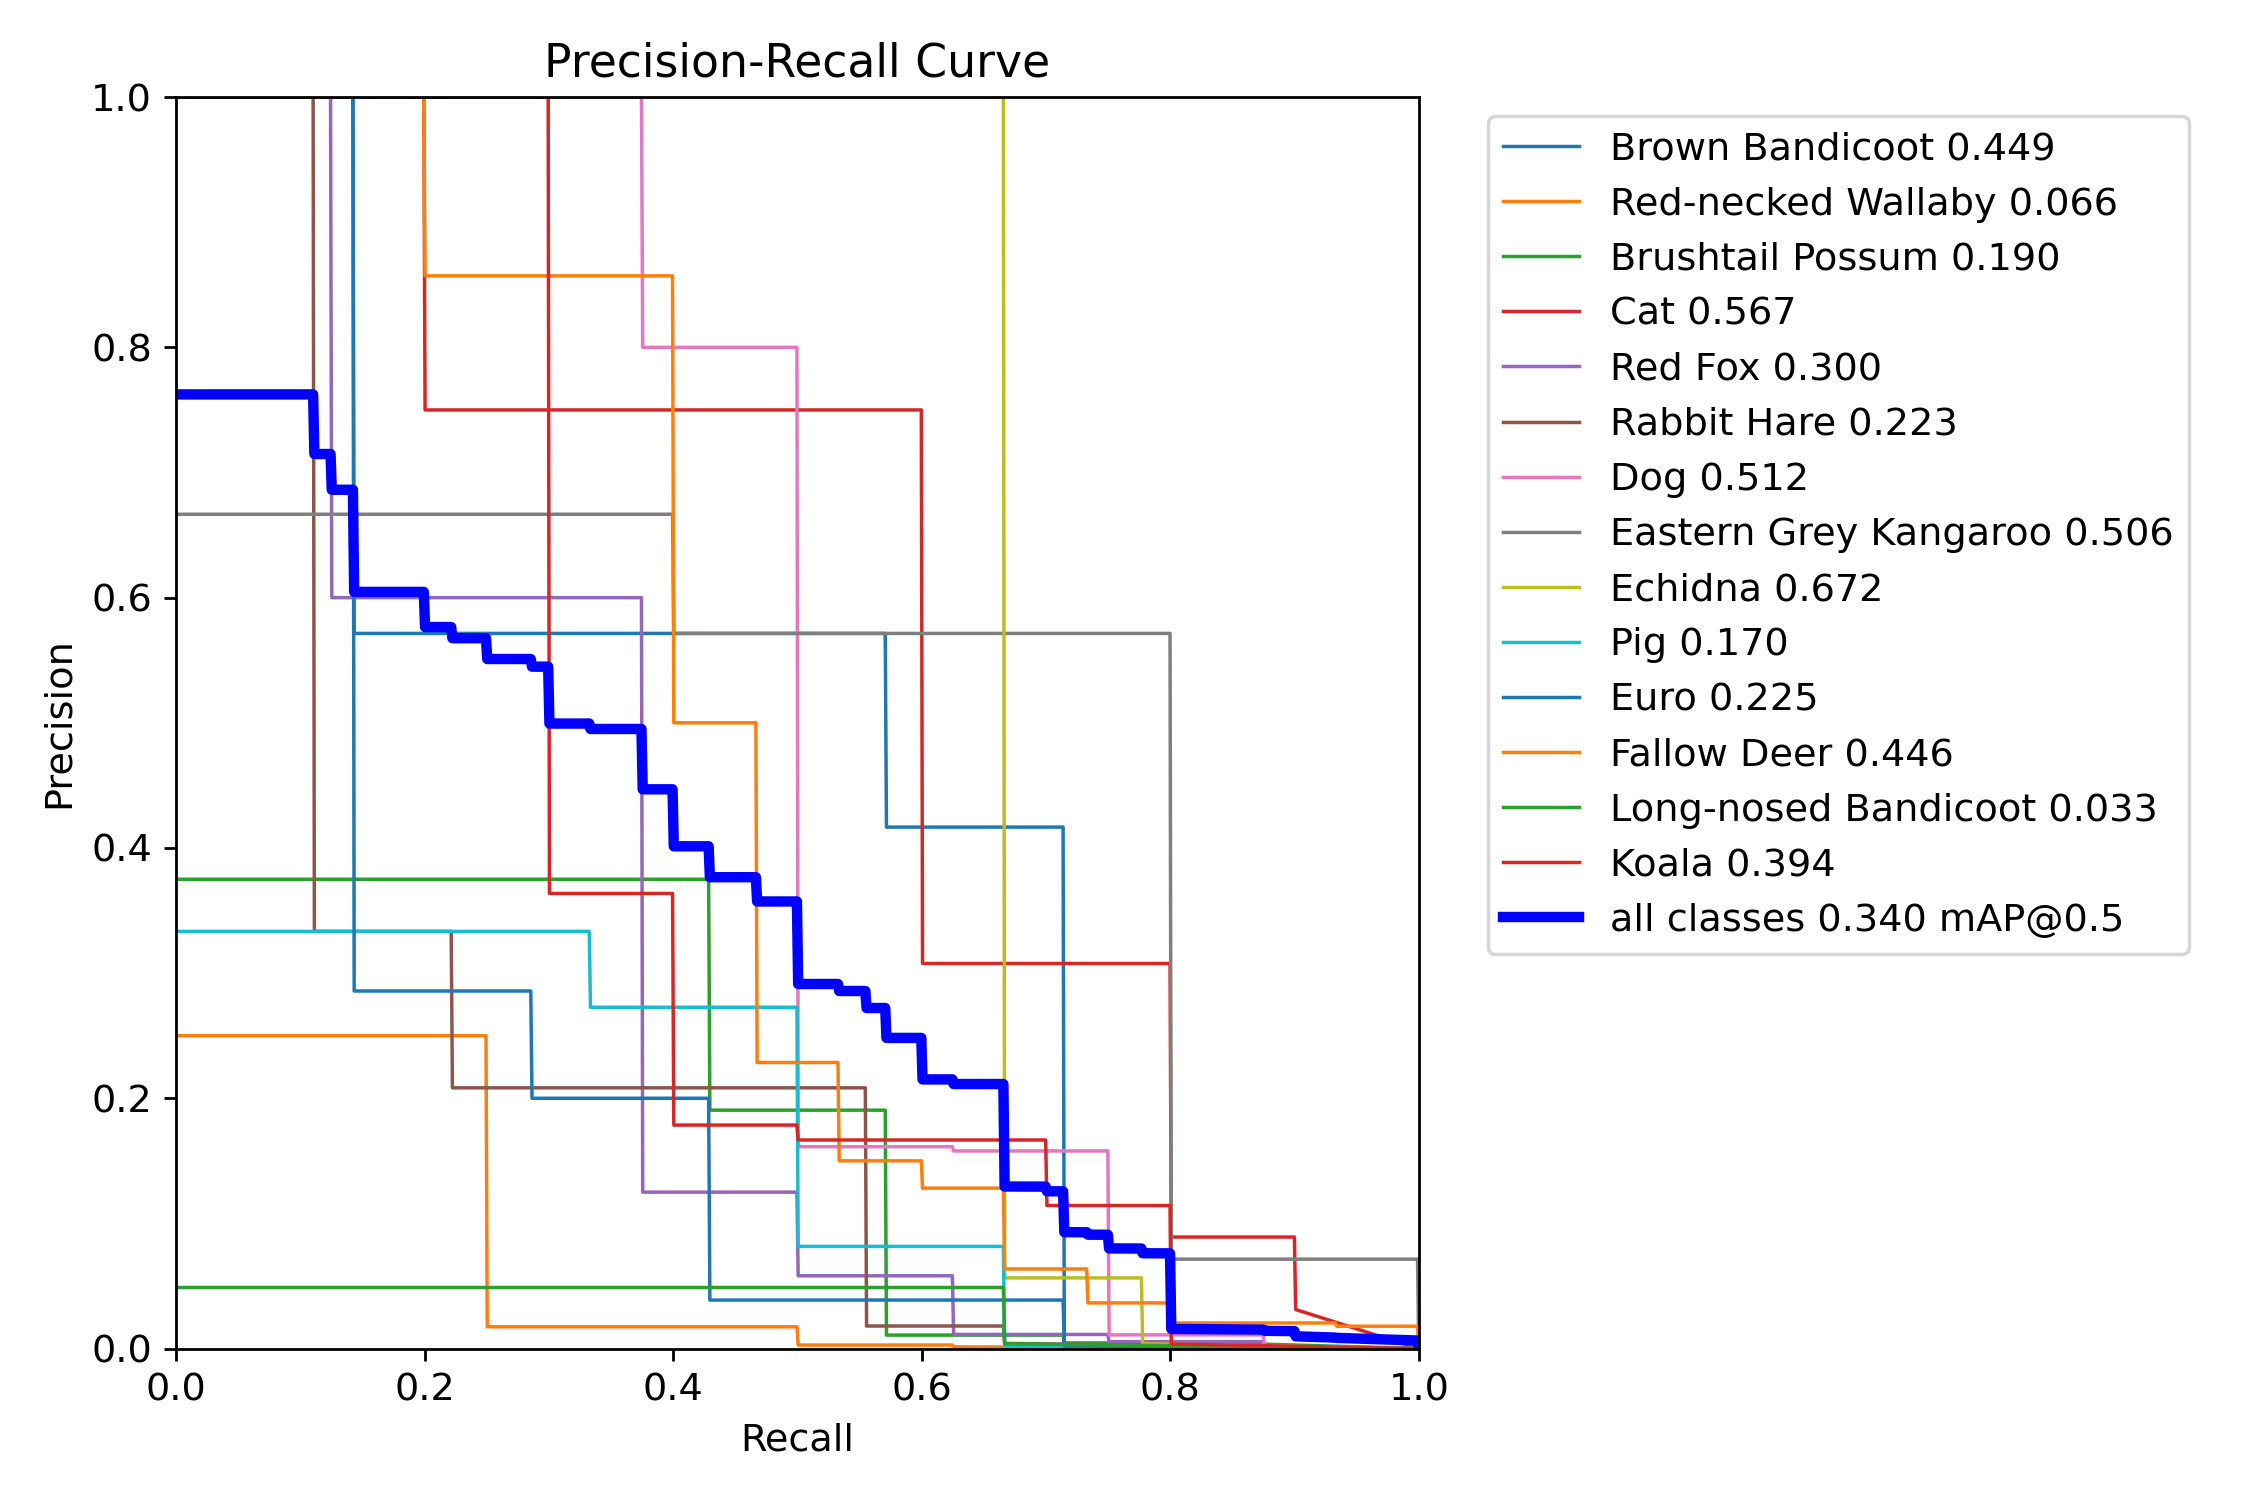 Precision-Recall Curve
1.0
0.8
0.6
0.4
0.2
0.0
Precision
0.0 0.2 0.4 0.6 0.8 1.0
Recall
Brown Bandicoot 0.449
Red-necked Wallaby 0.066
Brushtail Possum 0.190
Cat 0.567
Red Fox 0.300
Rabbit Hare 0.223
Dog 0.512
Eastern Grey Kangaroo 0.506
Echidna 0.672
Pig 0.170
Euro 0.225
Fallow Deer 0.446
Long-nosed Bandicoot 0.033
Koala 0.394
all classes 0.340 mAP@0.5